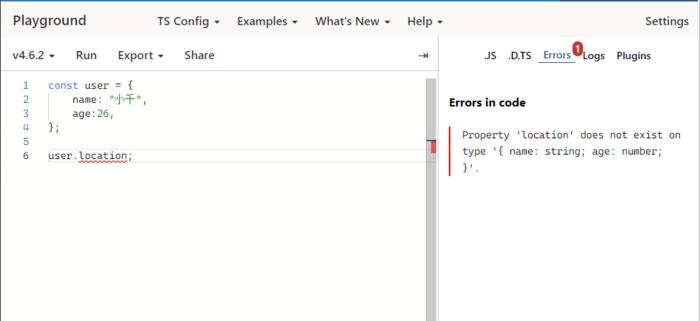 Playground TS Config Examples What's New Help Settings
v4.6.2 Run Export Share .JS .D.TS Errors 1 Logs Plugins
1 const user = {
2 name: "小千",
3 age:26,
4 };
5
6 user.location;
Errors in code
Property 'location' does not exist on
type '{ name: string; age: number;
}'.